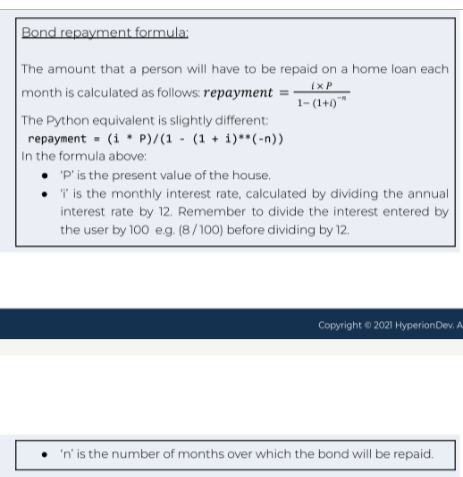 Bond repayment formula:
The amount that a person will have to be repaid on a home loan each
month is calculated as follows: repayment = i × P / 1− (1+i)⁻ⁿ
The Python equivalent is slightly different:
repayment = (i * P)/(1 - (1 + i)**(-n))
In the formula above:
• 'P' is the present value of the house.
• 'i' is the monthly interest rate, calculated by dividing the annual
interest rate by 12. Remember to divide the interest entered by
the user by 100 e.g. (8 / 100) before dividing by 12.
Copyright © 2021 HyperionDev. A
• 'n' is the number of months over which the bond will be repaid.